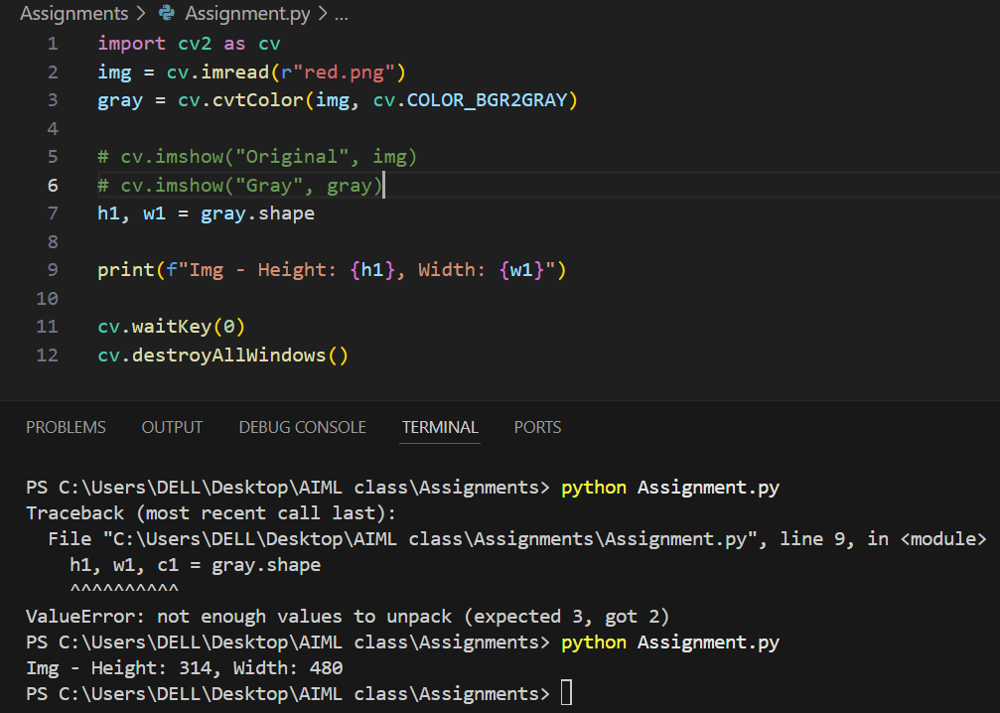 Assignments > Assignment.py > ...
1 import cv2 as cv
2 img = cv.imread(r"red.png")
3 gray = cv.cvtColor(img, cv.COLOR_BGR2GRAY)
4
5 # cv.imshow("Original", img)
6 # cv.imshow("Gray", gray)
7 h1, w1 = gray.shape
8
9 print(f"Img - Height: {h1}, Width: {w1}")
10
11 cv.waitKey(0)
12 cv.destroyAllWindows()
PROBLEMS OUTPUT DEBUG CONSOLE TERMINAL PORTS
PS C:\Users\DELL\Desktop\AIML class\Assignments> python Assignment.py
Traceback (most recent call last):
  File "C:\Users\DELL\Desktop\AIML class\Assignments\Assignment.py", line 9, in <module>
    h1, w1, c1 = gray.shape
    ^^^^^^^^^^
ValueError: not enough values to unpack (expected 3, got 2)
PS C:\Users\DELL\Desktop\AIML class\Assignments> python Assignment.py
Img - Height: 314, Width: 480
PS C:\Users\DELL\Desktop\AIML class\Assignments>